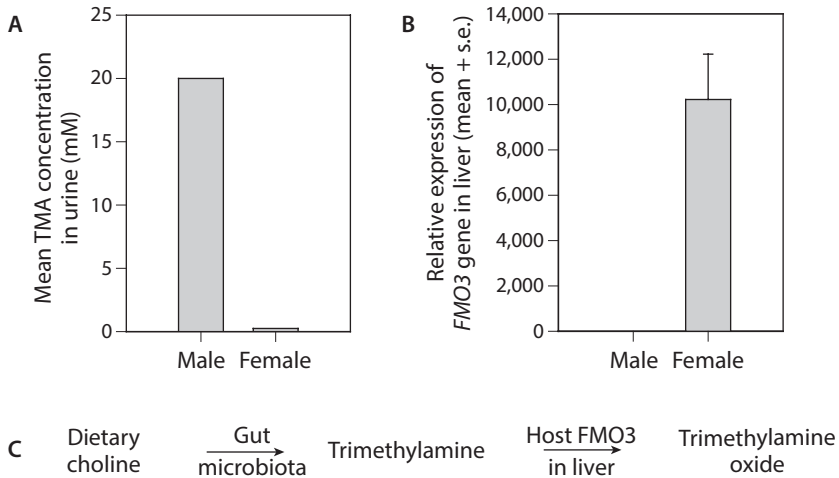 A
Mean TMA concentration
in urine (mM)
25
20
15
10
5
0
Male
Female
B
Relative expression of
FMO3 gene in liver (mean + s.e.)
14,000
12,000
10,000
8,000
6,000
4,000
2,000
0
Male
Female
C
Dietary
choline
Gut
microbiota
Trimethylamine
Host FMO3
in liver
Trimethylamine
oxide